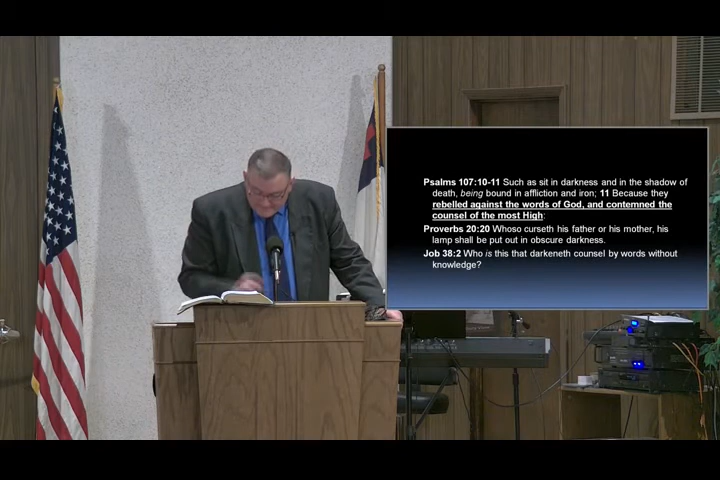 Psalms 107:10-11 Such as sit in darkness and in the shadow of
death, being bound in affliction and iron; 11 Because they
rebelled against the words of God, and contemned the
counsel of the most High:
Proverbs 20:20 Whoso curseth his father or his mother, his
lamp shall be put out in obscure darkness.
Job 38:2 Who is this that darkeneth counsel by words without
knowledge?